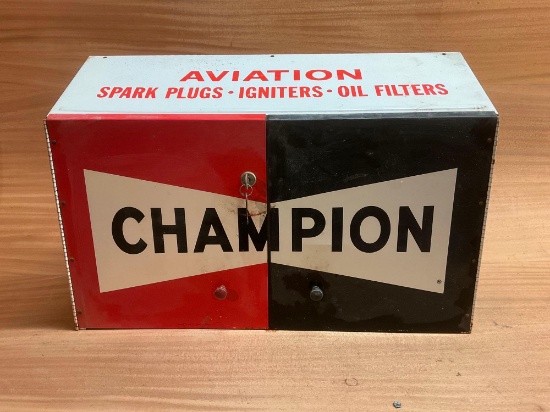 AVIATION
SPARK PLUGS · IGNITERS · OIL FILTERS
CHAMPION